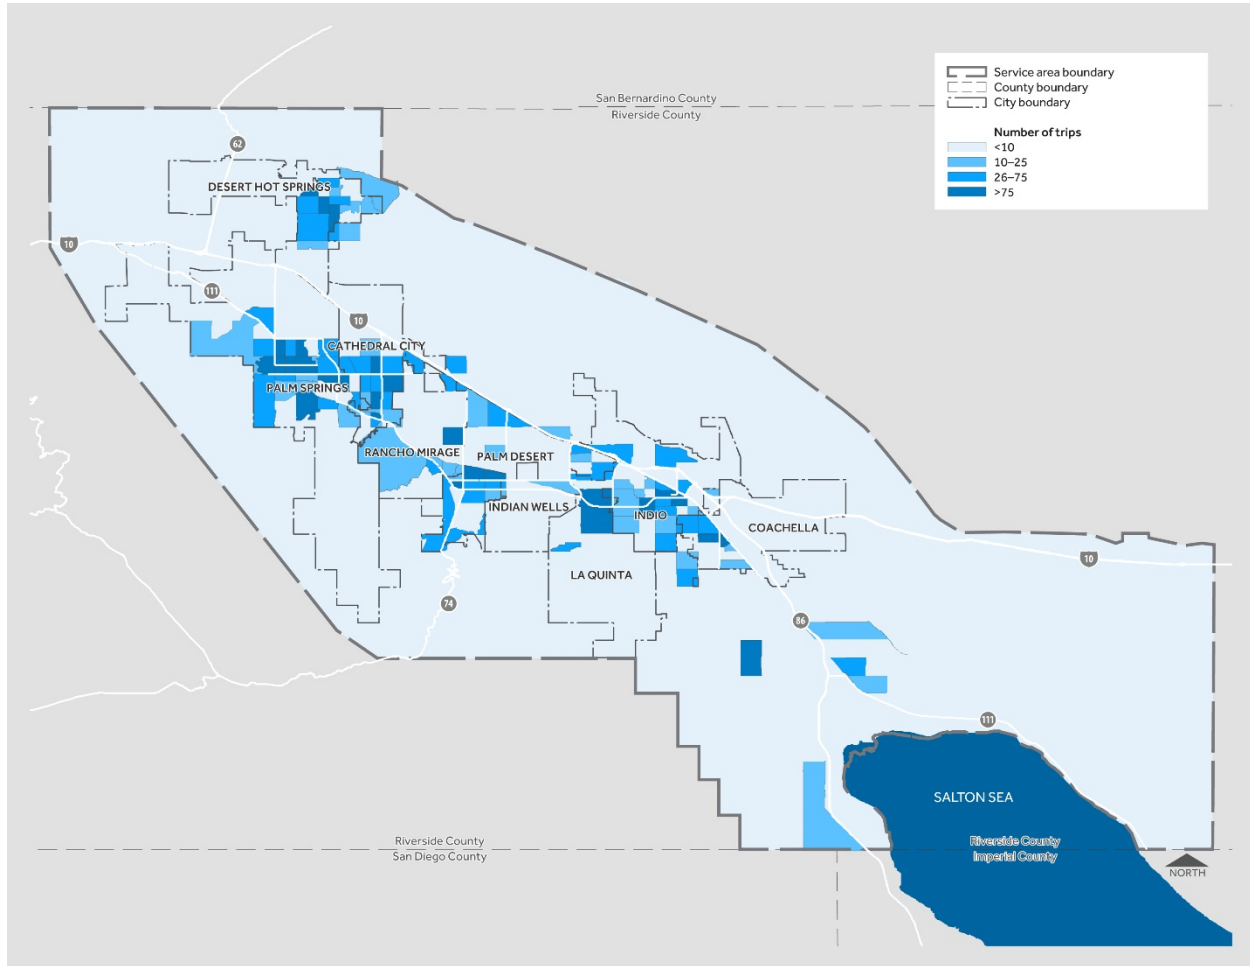 Service area boundary
County boundary
City boundary
Number of trips
<10
10–25
26–75
>75
San Bernardino County
Riverside County
62
DESERT HOT SPRINGS
10
111
10
CATHEDRAL CITY
PALM SPRINGS
RANCHO MIRAGE
PALM DESERT
INDIAN WELLS
INDIO
COACHELLA
10
LA QUINTA
74
86
111
SALTON SEA
Riverside County
San Diego County
Riverside County
Imperial County
NORTH